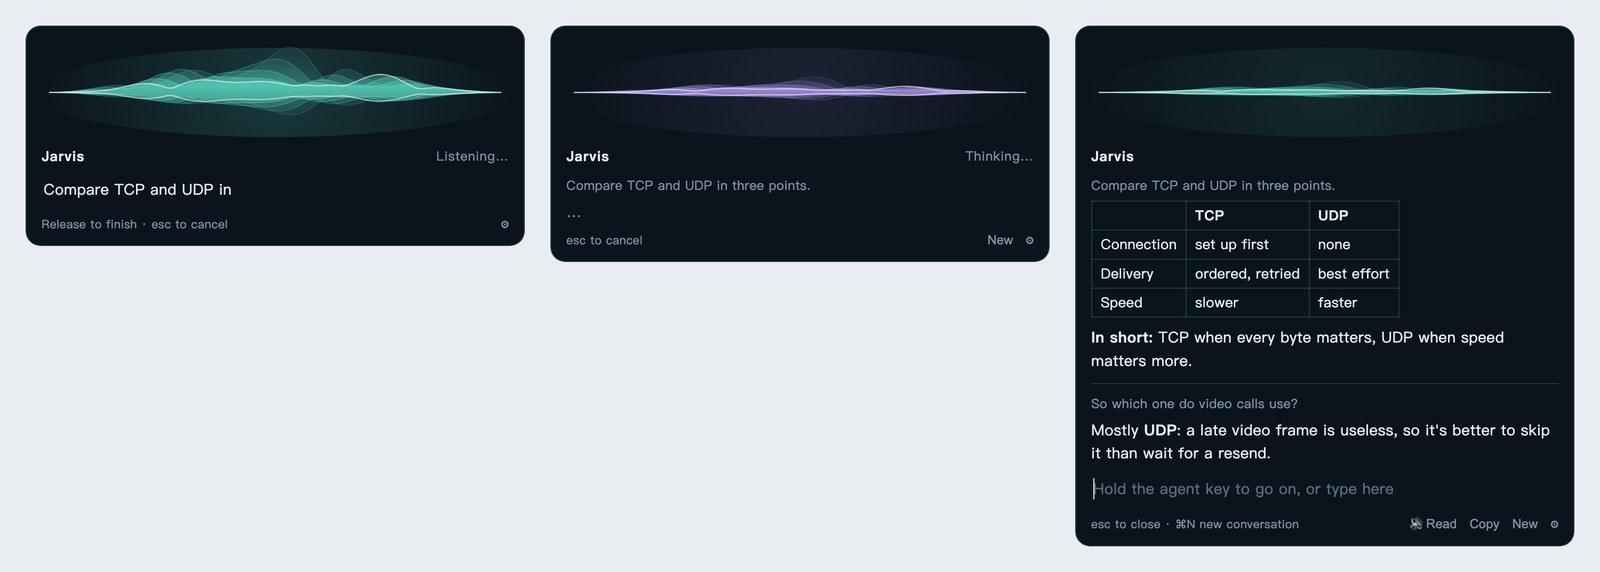 Jarvis
Listening...
Compare TCP and UDP in
Release to finish · esc to cancel
Jarvis
Thinking...
Compare TCP and UDP in three points.
...
esc to cancel
New
Jarvis
Compare TCP and UDP in three points.
TCP UDP
Connection set up first none
Delivery ordered, retried best effort
Speed slower faster
In short: TCP when every byte matters, UDP when speed
matters more.
So which one do video calls use?
Mostly UDP: a late video frame is useless, so it's better to skip
it than wait for a resend.
Hold the agent key to go on, or type here
esc to close · ⌘N new conversation
Read Copy New